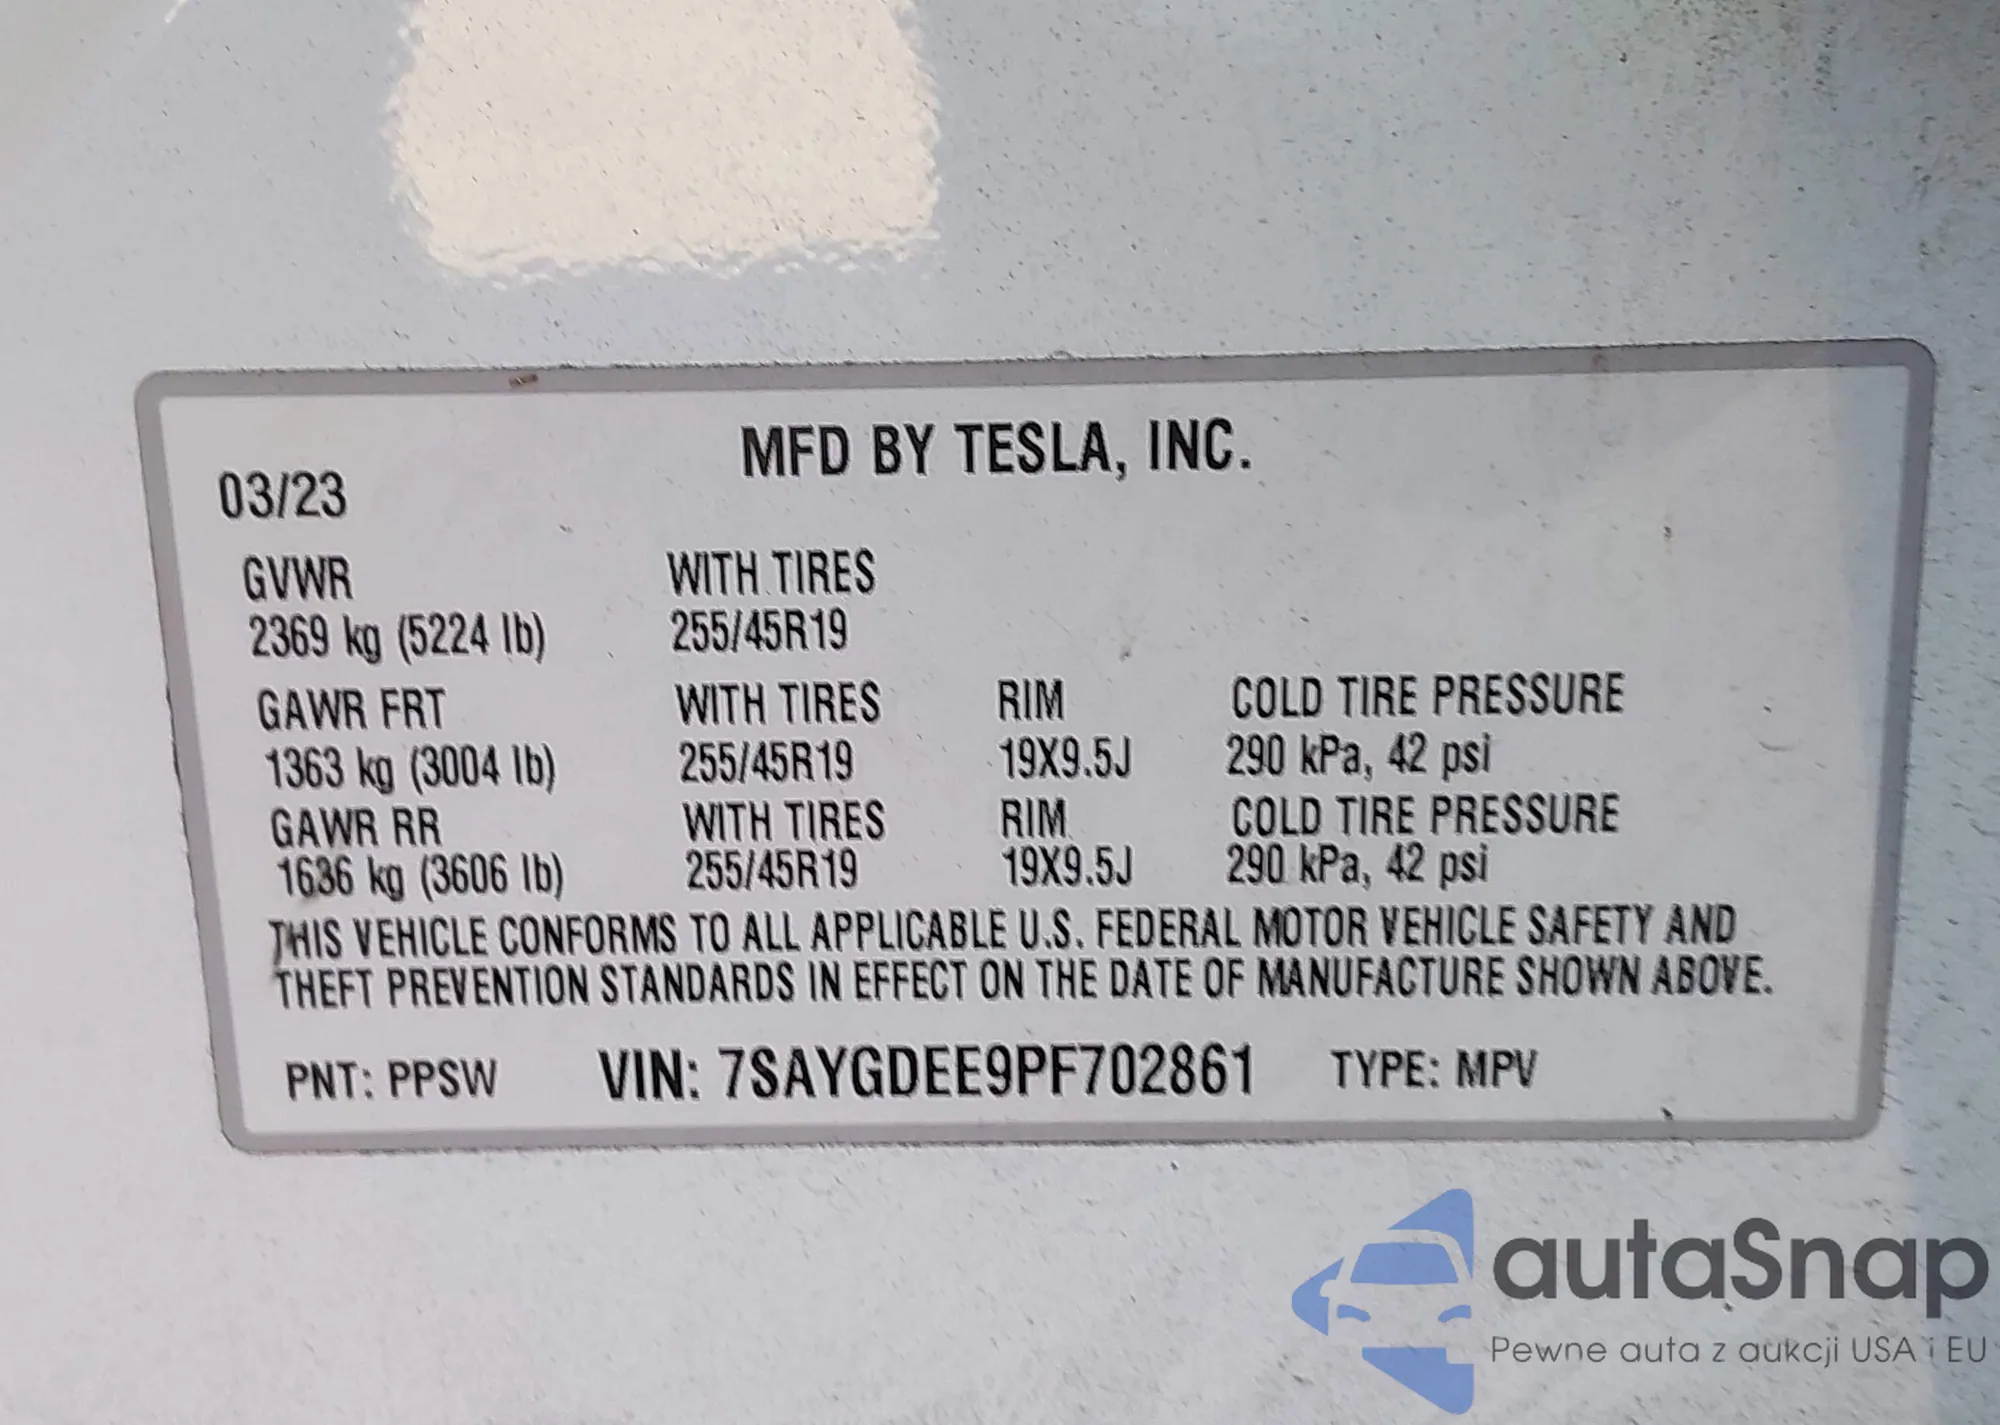 MFD BY TESLA, INC.
03/23
GVWR WITH TIRES
2369 kg (5224 lb) 255/45R19
GAWR FRT WITH TIRES RIM COLD TIRE PRESSURE
1363 kg (3004 lb) 255/45R19 19X9.5J 290 kPa, 42 psi
GAWR RR WITH TIRES RIM COLD TIRE PRESSURE
1636 kg (3606 lb) 255/45R19 19X9.5J 290 kPa, 42 psi
THIS VEHICLE CONFORMS TO ALL APPLICABLE U.S. FEDERAL MOTOR VEHICLE SAFETY AND
THEFT PREVENTION STANDARDS IN EFFECT ON THE DATE OF MANUFACTURE SHOWN ABOVE.
PNT: PPSW VIN: 7SAYGDEE9PF702861 TYPE: MPV
autaSnap
Pewne auta z aukcji USA i EU